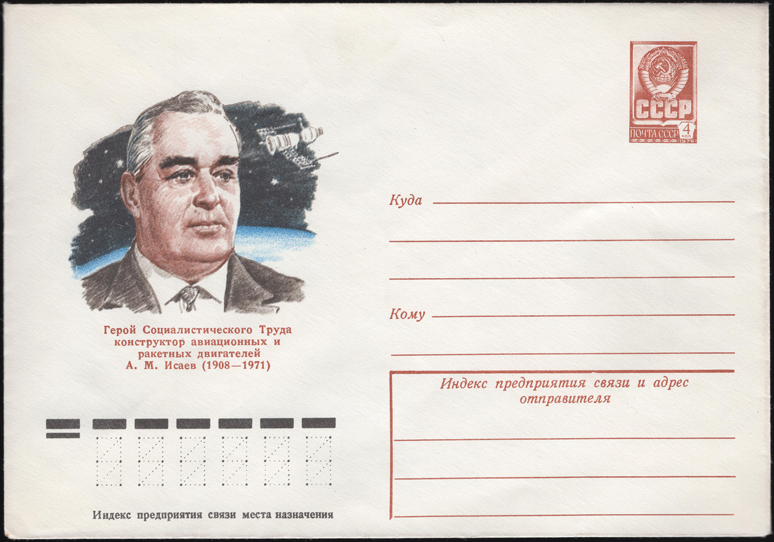 СССР
ПОЧТА СССР 4
1976
Куда
Кому
Герой Социалистического Труда
конструктор авиационных и
ракетных двигателей
А. М. Исаев (1908—1971)
Индекс предприятия связи и адрес
отправителя
Индекс предприятия связи места назначения